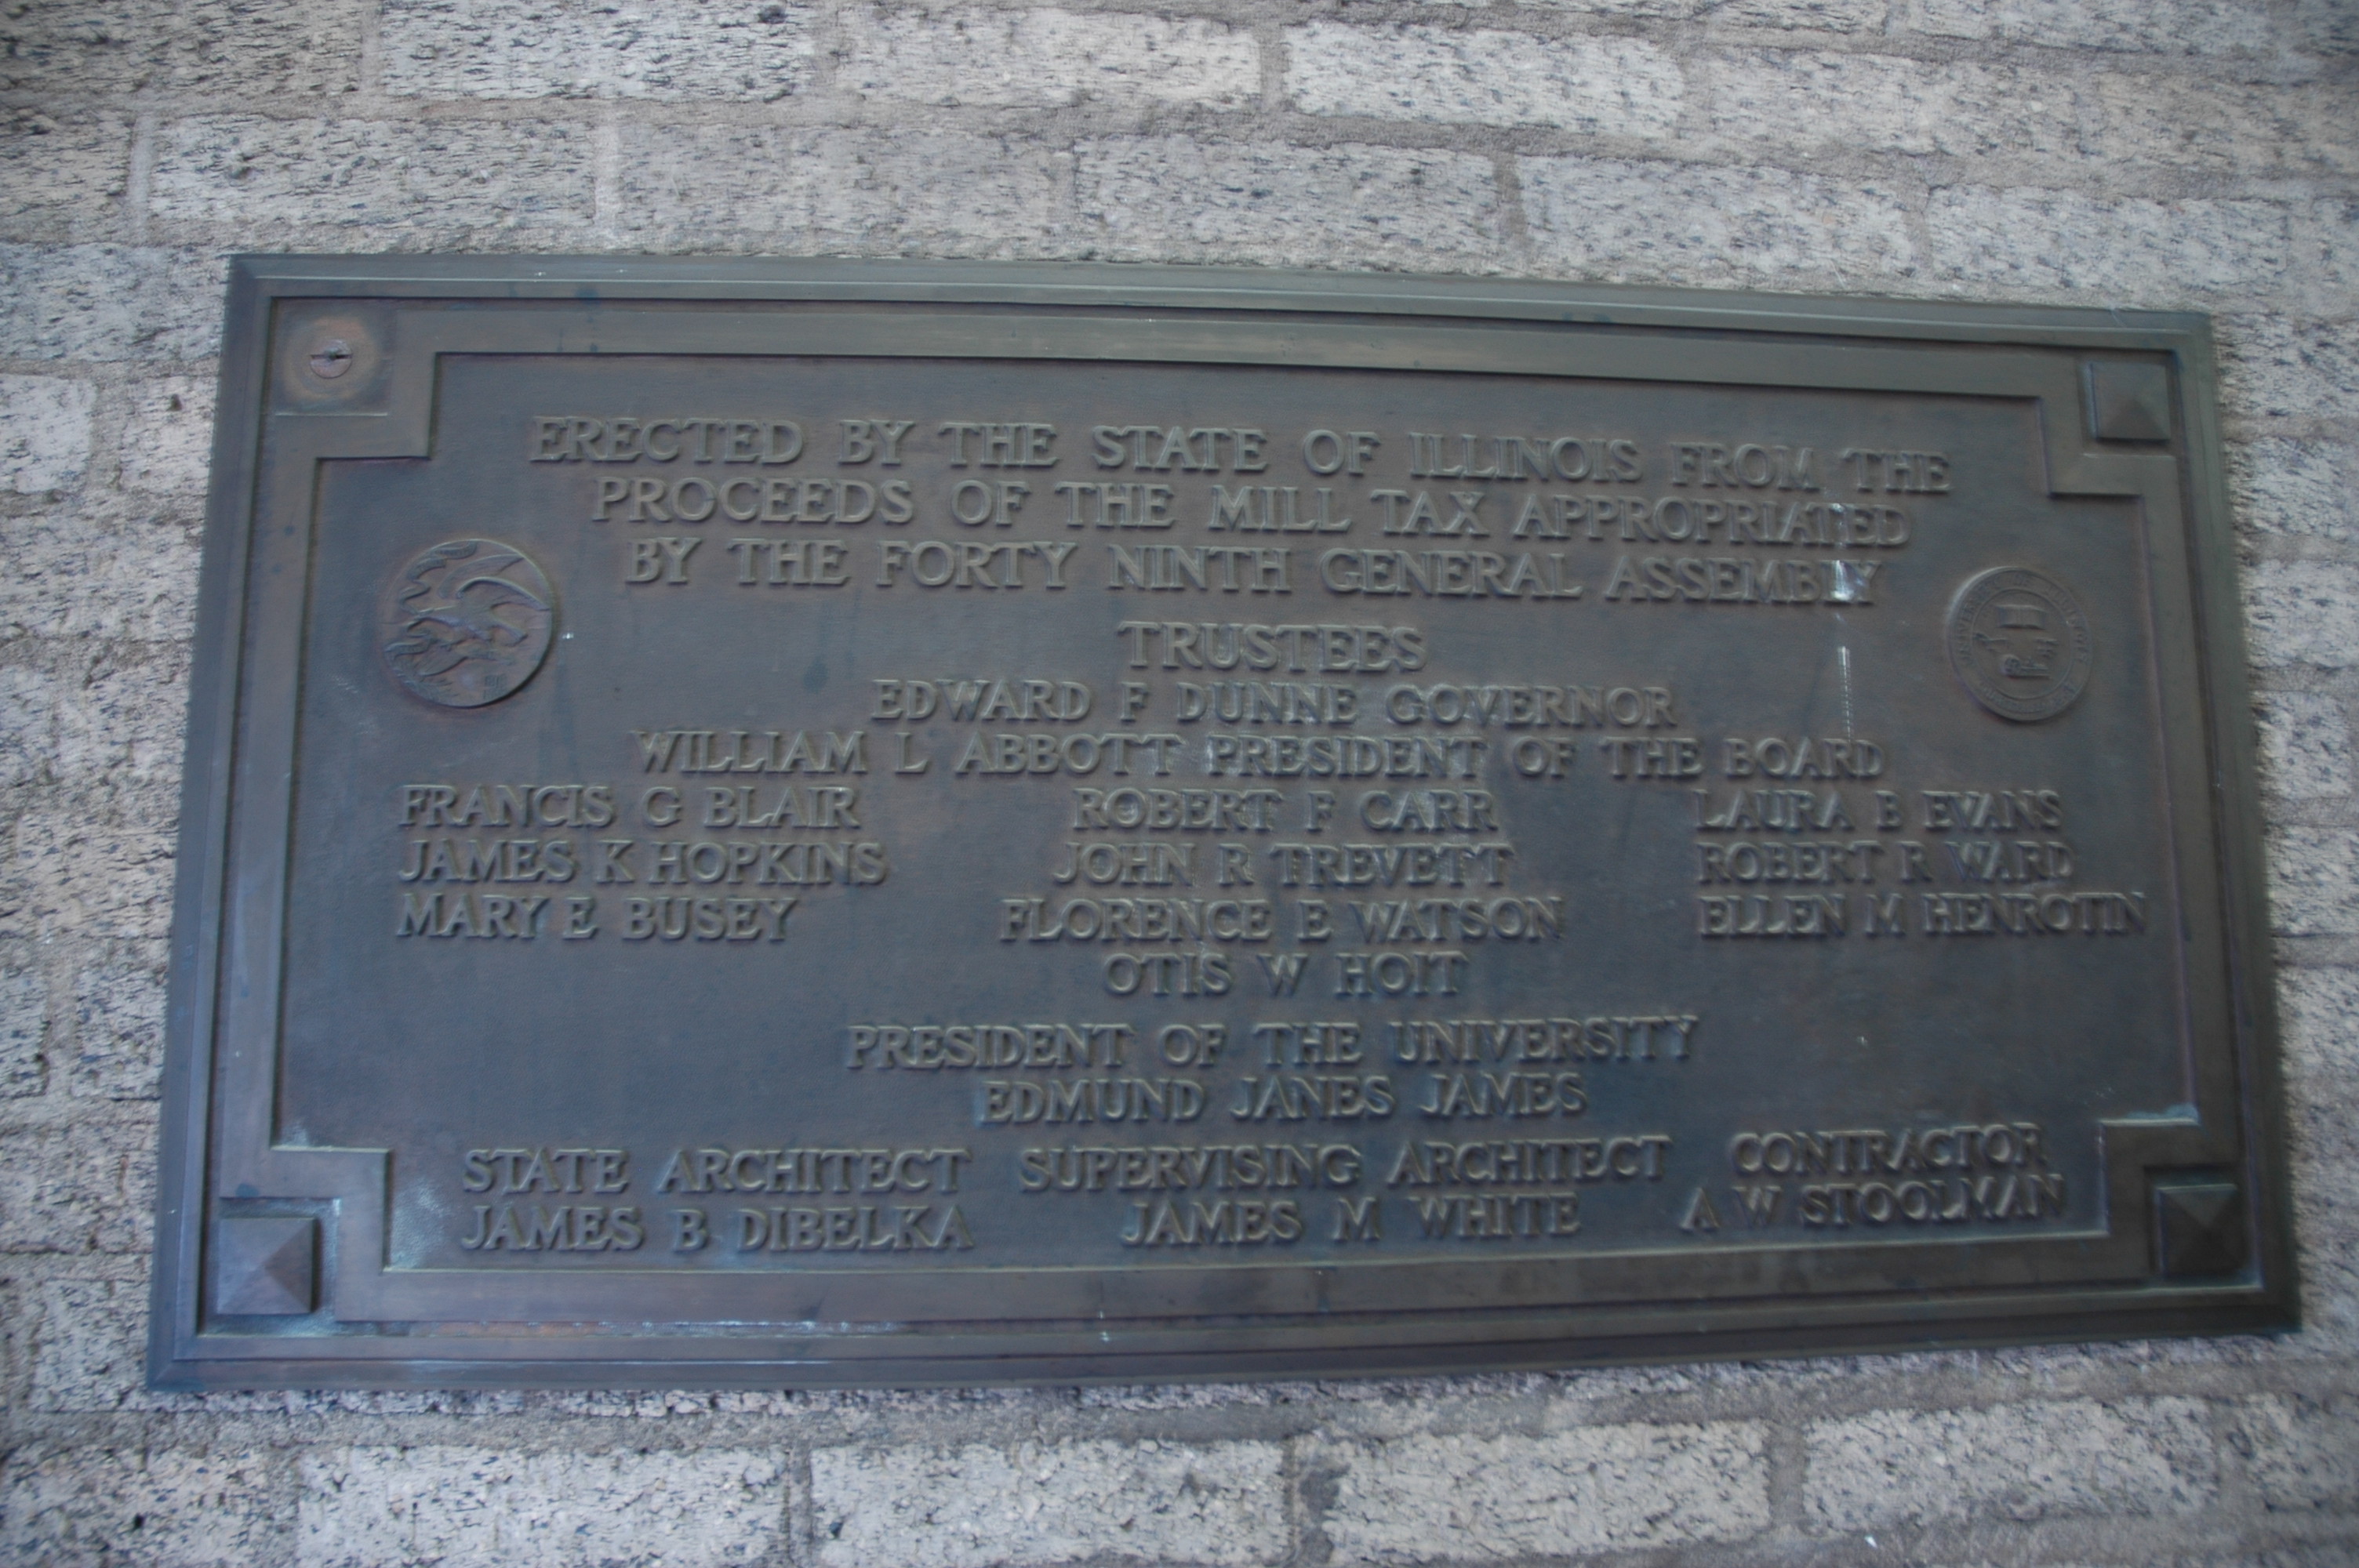 ERECTED BY THE STATE OF ILLINOIS FROM THE
PROCEEDS OF THE MILL TAX APPROPRIATED
BY THE FORTY NINTH GENERAL ASSEMBLY
TRUSTEES
EDWARD F DUNNE GOVERNOR
WILLIAM L ABBOTT PRESIDENT OF THE BOARD
FRANCIS G BLAIR ROBERT F CARR LAURA B EVANS
JAMES K HOPKINS JOHN R TREVETT ROBERT R WARD
MARY E BUSEY FLORENCE E WATSON ELLEN M HENROTIN
OTIS W HOIT
PRESIDENT OF THE UNIVERSITY
EDMUND JANES JAMES
STATE ARCHITECT SUPERVISING ARCHITECT CONTRACTOR
JAMES B DIBELKA JAMES M WHITE A W STOOLMAN